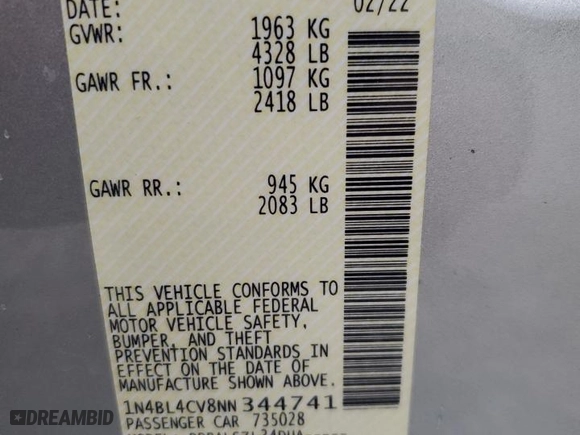 DATE: 02/22
GVWR: 1963 KG
4328 LB
GAWR FR.: 1097 KG
2418 LB
GAWR RR.: 945 KG
2083 LB
THIS VEHICLE CONFORMS TO
ALL APPLICABLE FEDERAL
MOTOR VEHICLE SAFETY,
BUMPER, AND THEFT
PREVENTION STANDARDS IN
EFFECT ON THE DATE OF
MANUFACTURE SHOWN ABOVE.
1N4BL4CV8NN344741
PASSENGER CAR 735028
DREAMBID